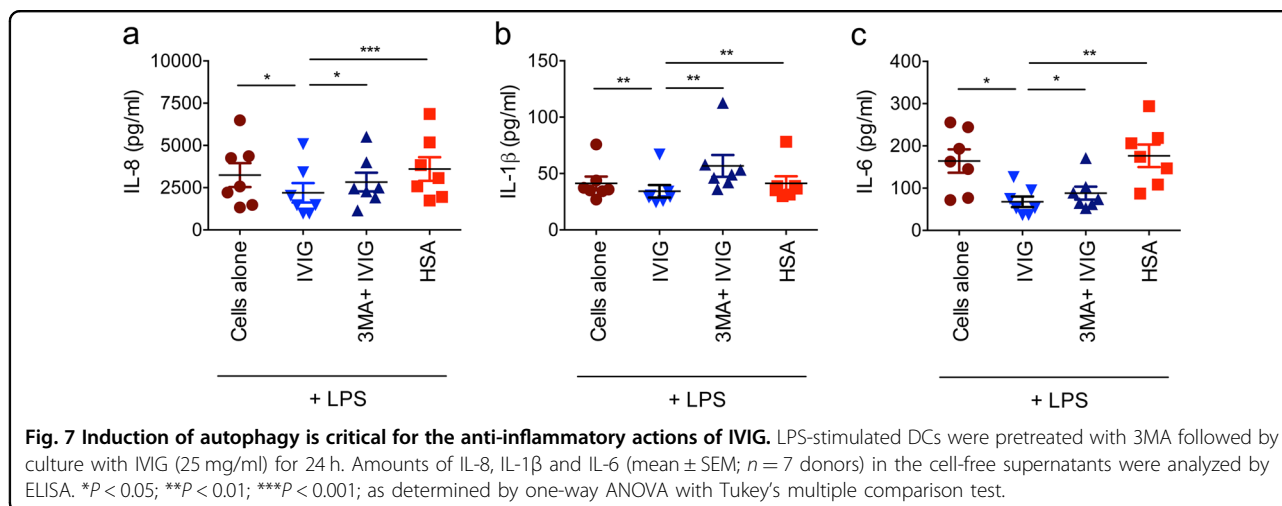 a
IL-8 (pg/ml)
10000
7500
5000
2500
0
*
*
***
Cells alone
IVIG
3MA+ IVIG
HSA
+ LPS
b
IL-1β (pg/ml)
150
100
50
0
**
**
**
Cells alone
IVIG
3MA+ IVIG
HSA
+ LPS
c
IL-6 (pg/ml)
400
300
200
100
0
*
*
**
Cells alone
IVIG
3MA+ IVIG
HSA
+ LPS
Fig. 7 Induction of autophagy is critical for the anti-inflammatory actions of IVIG. LPS-stimulated DCs were pretreated with 3MA followed by
culture with IVIG (25 mg/ml) for 24 h. Amounts of IL-8, IL-1β and IL-6 (mean ± SEM; n = 7 donors) in the cell-free supernatants were analyzed by
ELISA. *P < 0.05; **P < 0.01; ***P < 0.001; as determined by one-way ANOVA with Tukey's multiple comparison test.